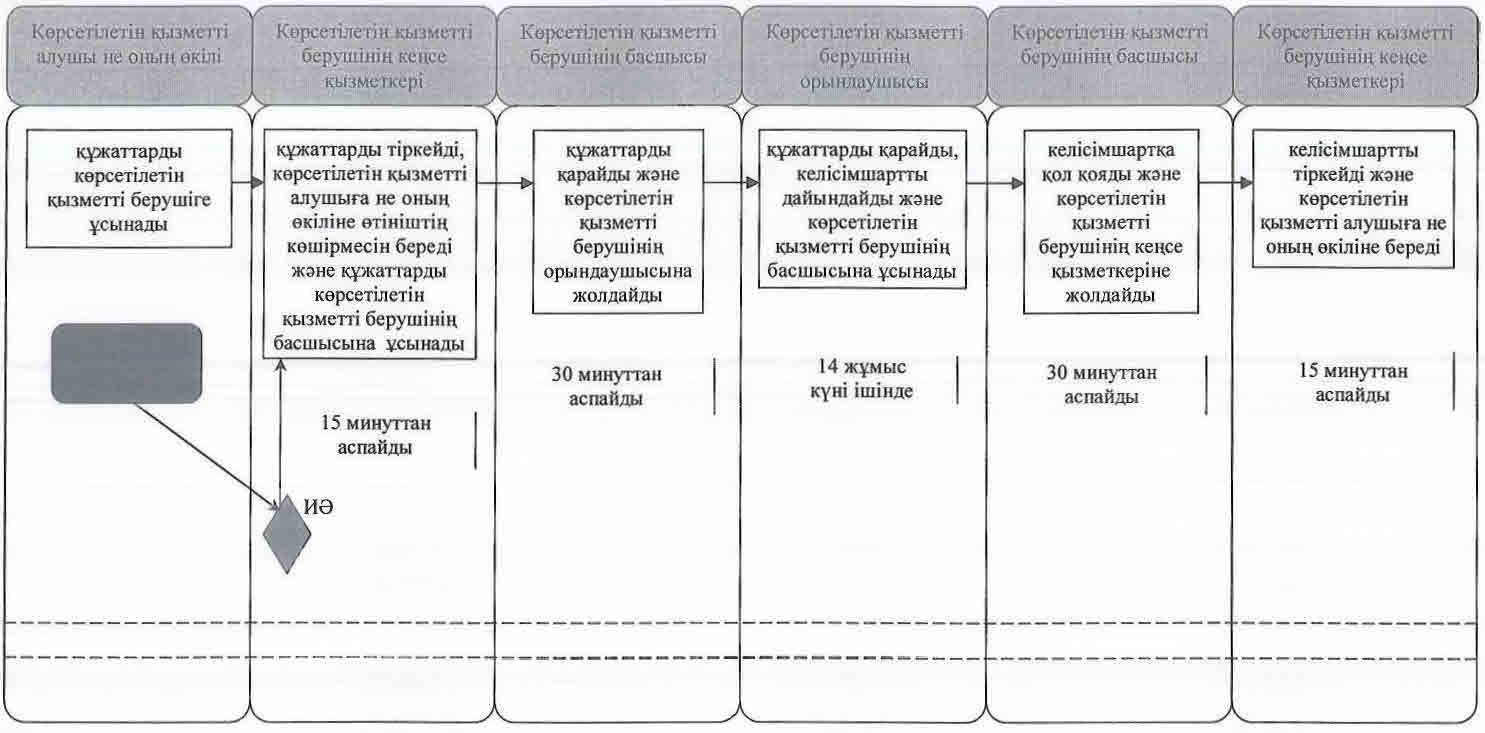 Көрсетілетін қызметті
алушы не оның өкілі
Көрсетілетін қызметті
берушінің кеңсе
қызметкері
Көрсетілетін қызметті
берушінің басшысы
Көрсетілетін қызметті
берушінің
орындаушысы
Көрсетілетін қызметті
берушінің басшысы
Көрсетілетін қызметті
берушінің кеңсе
қызметкері
құжаттарды
көрсетілетін
қызметті берушіге
ұсынады
құжаттарды тіркейді,
көрсетілетін қызметті
алушыға не оның
өкіліне өтініштің
көшірмесін береді
және құжаттарды
көрсетілетін
қызметті берушінің
басшысына ұсынады
құжаттарды
қарайды және
көрсетілетін
қызметті
берушінің
орындаушысына
жолдайды
құжаттарды қарайды,
келісімшартты
дайындайды және
көрсетілетін
қызметті берушінің
басшысына ұсынады
келісімшартқа
қол қояды және
көрсетілетін
қызметті
берушінің кеңсе
қызметкеріне
жолдайды
келісімшартты
тіркейді және
көрсетілетін
қызметті алушыға не
оның өкіліне береді
15 минуттан
аспайды
30 минуттан
аспайды
14 жұмыс
күні ішінде
30 минуттан
аспайды
15 минуттан
аспайды
ИӘ